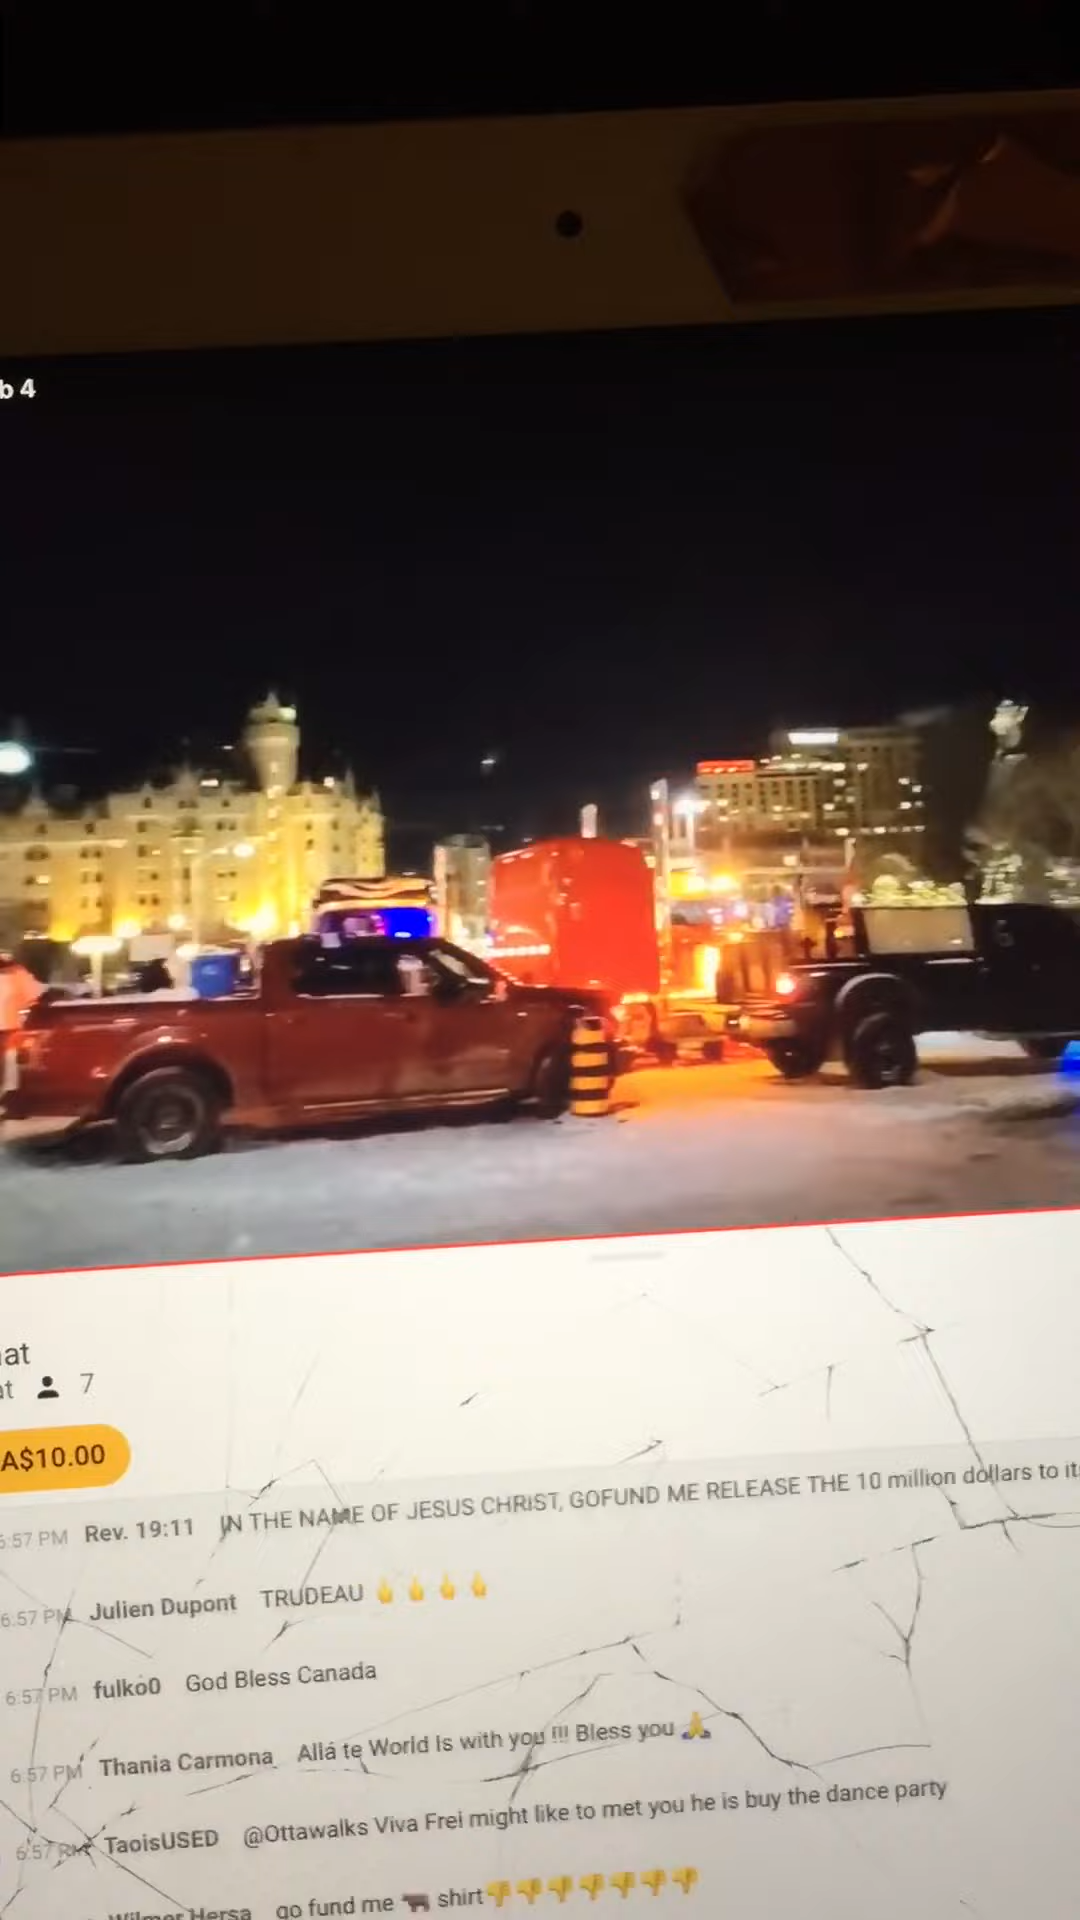 b 4
at
at 7
A$10.00
6:57 PM Rev. 19:11 IN THE NAME OF JESUS CHRIST, GOFUND ME RELEASE THE 10 million dollars to it
6:57 PM Julien Dupont TRUDEAU 🖕🖕🖕🖕
6:57 PM fulko0 God Bless Canada
6:57 PM Thania Carmona Allá te World Is with you !!! Bless you 🙏
6:57 PM TaoisUSED @Ottawalks Viva Frei might like to met you he is buy the dance party
Wilmer Hersa go fund me 🐂 shirt👎👎👎👎👎👎👎